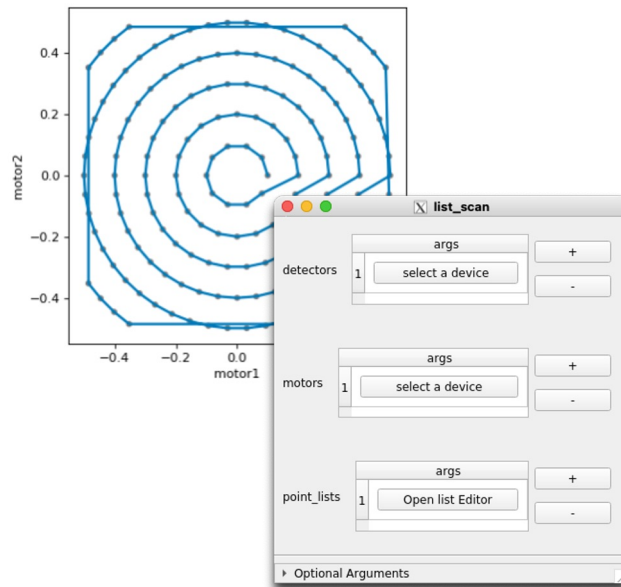 0.4
0.2
0.0
−0.2
−0.4
motor2
−0.4
−0.2
0.0
motor1
list_scan
detectors
args
1
select a device
+
-
motors
args
1
select a device
+
-
point_lists
args
1
Open list Editor
+
-
Optional Arguments